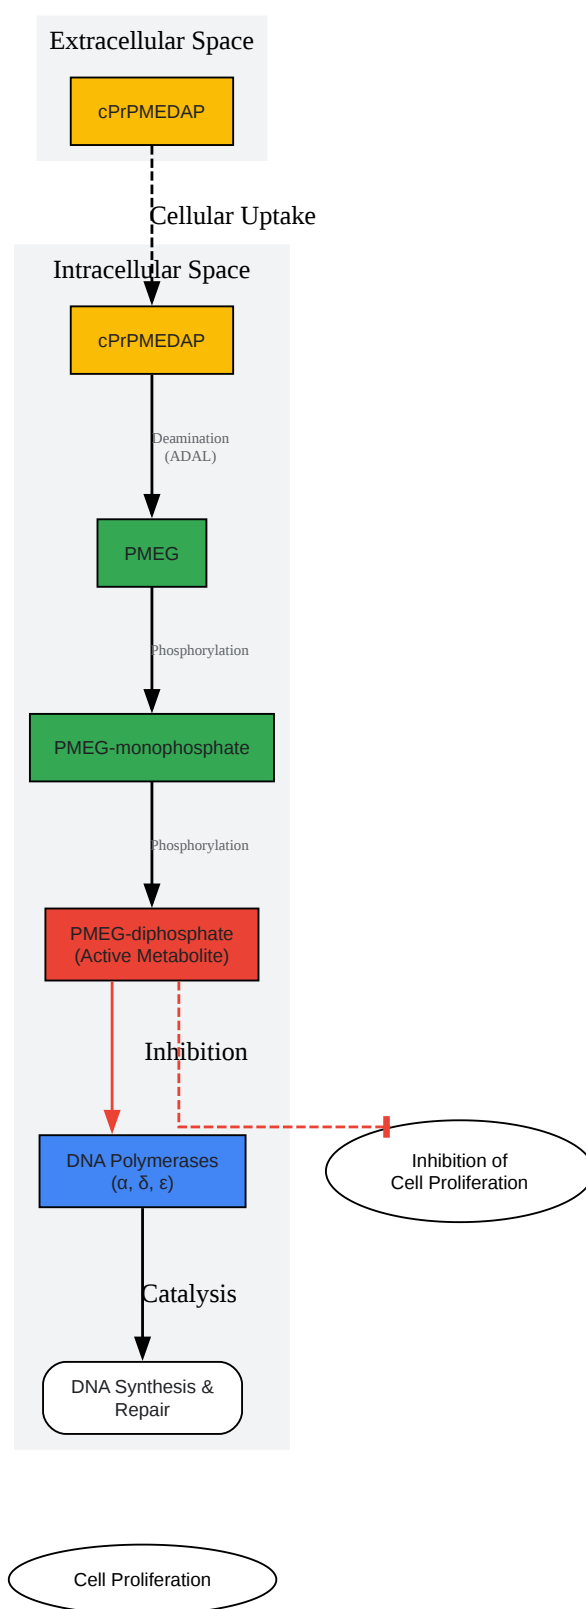 Extracellular Space
cPrPMEDAP
Cellular Uptake
Intracellular Space
cPrPMEDAP
Deamination
(ADAL)
PMEG
Phosphorylation
PMEG-monophosphate
Phosphorylation
PMEG-diphosphate
(Active Metabolite)
Inhibition
DNA Polymerases
(α, δ, ε)
Inhibition of
Cell Proliferation
Catalysis
DNA Synthesis &
Repair
Cell Proliferation